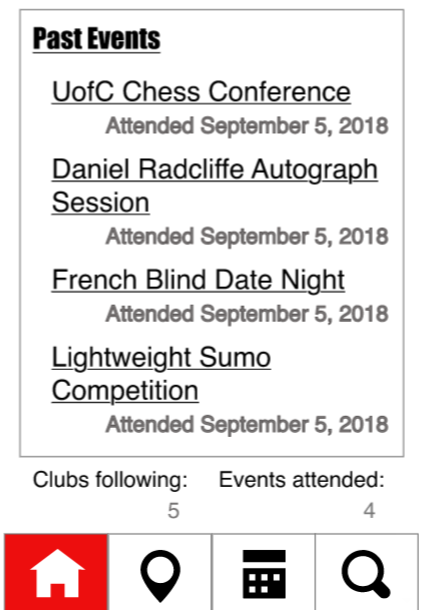 Past Events
UofC Chess Conference
Attended September 5, 2018
Daniel Radcliffe Autograph
Session
Attended September 5, 2018
French Blind Date Night
Attended September 5, 2018
Lightweight Sumo
Competition
Attended September 5, 2018
Clubs following: Events attended:
5 4